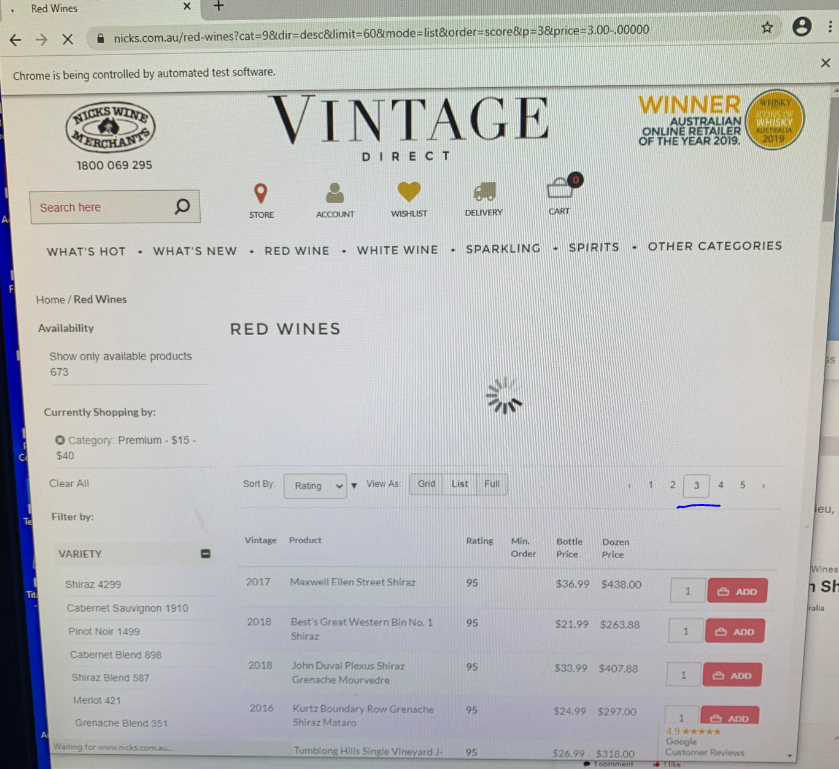 Red Wines
nicks.com.au/red-wines?cat=9&dir=desc&limit=60&mode=list&order=score&p=3&price=3.00-.00000
Chrome is being controlled by automated test software.
NICKS WINE
MERCHANTS
1800 069 295
VINTAGE
DIRECT
WINNER
AUSTRALIAN
ONLINE RETAILER
OF THE YEAR 2019.
WHISKY
ICONS OF
WHISKY
AUSTRALIA
2019
Search here
STORE
ACCOUNT
WISHLIST
DELIVERY
0
CART
WHAT'S HOT • WHAT'S NEW • RED WINE • WHITE WINE • SPARKLING • SPIRITS • OTHER CATEGORIES
Home / Red Wines
Availability
Show only available products
673
Currently Shopping by:
Category: Premium - $15 -
$40
Clear All
Filter by:
VARIETY
Shiraz 4299
Cabernet Sauvignon 1910
Pinot Noir 1499
Cabernet Blend 898
Shiraz Blend 587
Merlot 421
Grenache Blend 351
Waiting for www.nicks.com.au...
RED WINES
Sort By: Rating View As: Grid List Full
‹ 1 2 3 4 5 ›
Vintage Product Rating Min. Order Bottle Price Dozen Price
2017 Maxwell Ellen Street Shiraz 95 $36.99 $438.00 1 ADD
2018 Best's Great Western Bin No. 1 95 $21.99 $263.88 1 ADD
Shiraz
2018 John Duval Plexus Shiraz 95 $33.99 $407.88 1 ADD
Grenache Mourvedre
2016 Kurtz Boundary Row Grenache 95 $24.99 $297.00 1 ADD
Shiraz Mataro
Tumblong Hills Single Vineyard J- 95 $26.99 $318.00
4.9 ★★★★★
Google
Customer Reviews
ieu,
Wines
n Sh
ralia
1 comment
1 like